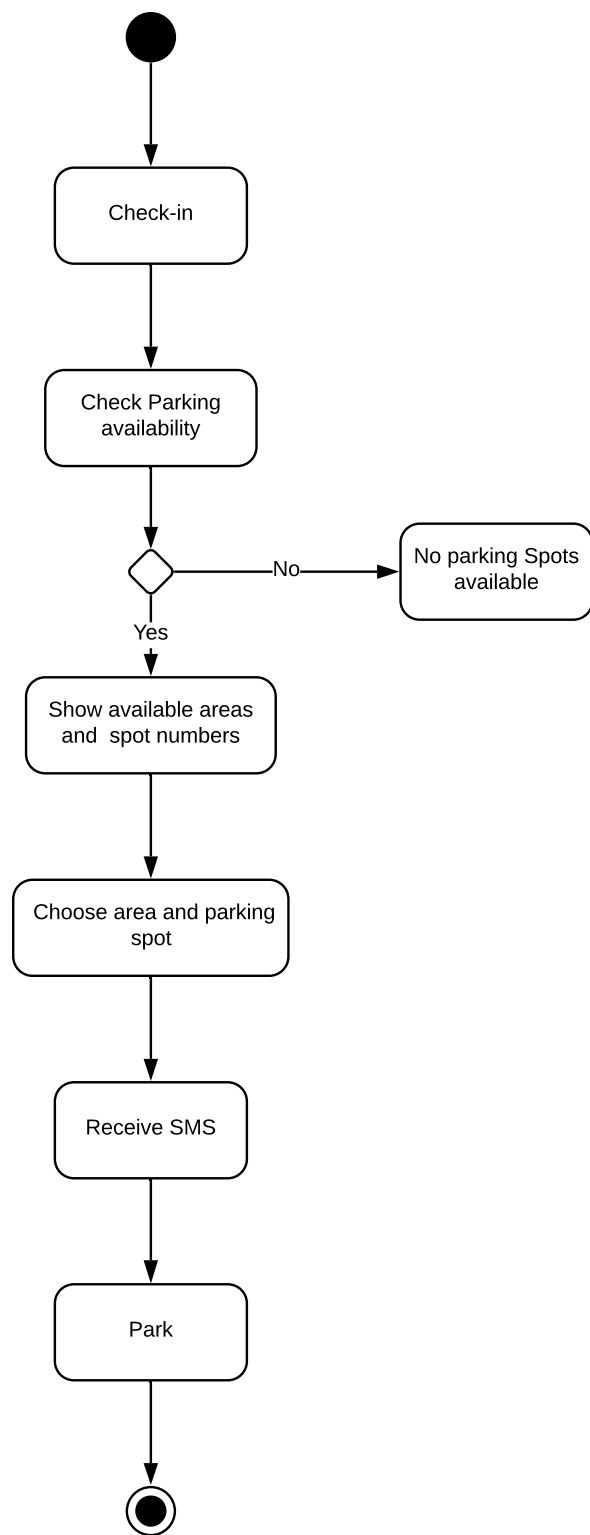 Check-in
Check Parking
availability
No
No parking Spots
available
Yes
Show available areas
and  spot numbers
Choose area and parking
spot
Receive SMS
Park